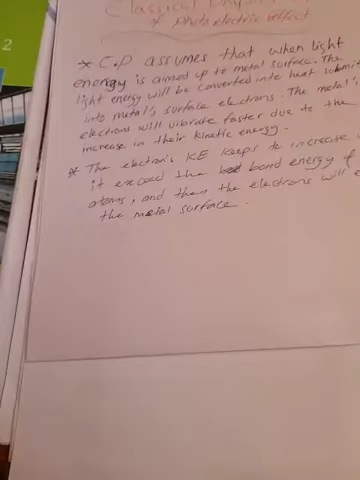 Classical Physics
of photoelectric effect
* C.P assumes that when light
energy is aimed up to metal surface. The
light energy will be converted into heat
into metal's surface electrons. The metal's
electrons will vibrate faster due to the
increase in their kinetic energy.
* The electron's KE keeps to increase
it exceed the bond energy of
atoms, and then the electrons will
the metal surface.
2